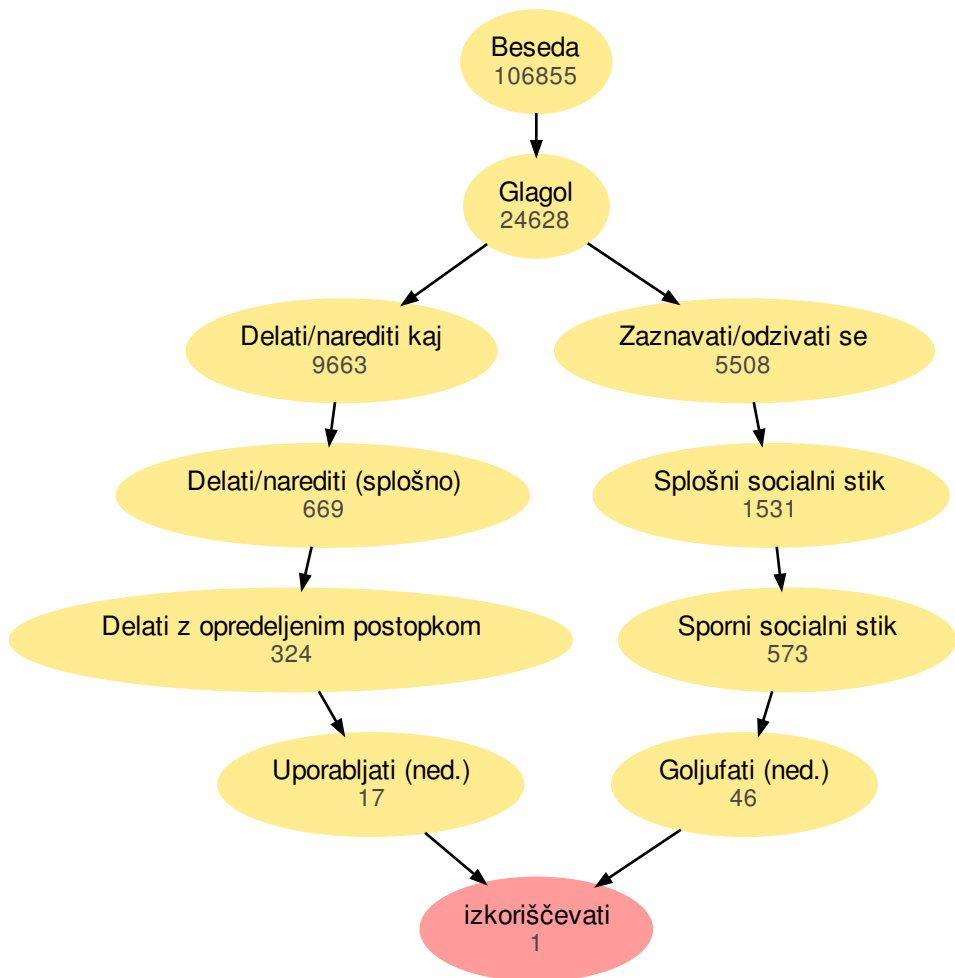 Beseda
106855
Glagol
24628
Delati/narediti kaj
9663
Zaznavati/odzivati se
5508
Delati/narediti (splošno)
669
Splošni socialni stik
1531
Delati z opredeljenim postopkom
324
Sporni socialni stik
573
Uporabljati (ned.)
17
Goljufati (ned.)
46
izkoriščevati
1